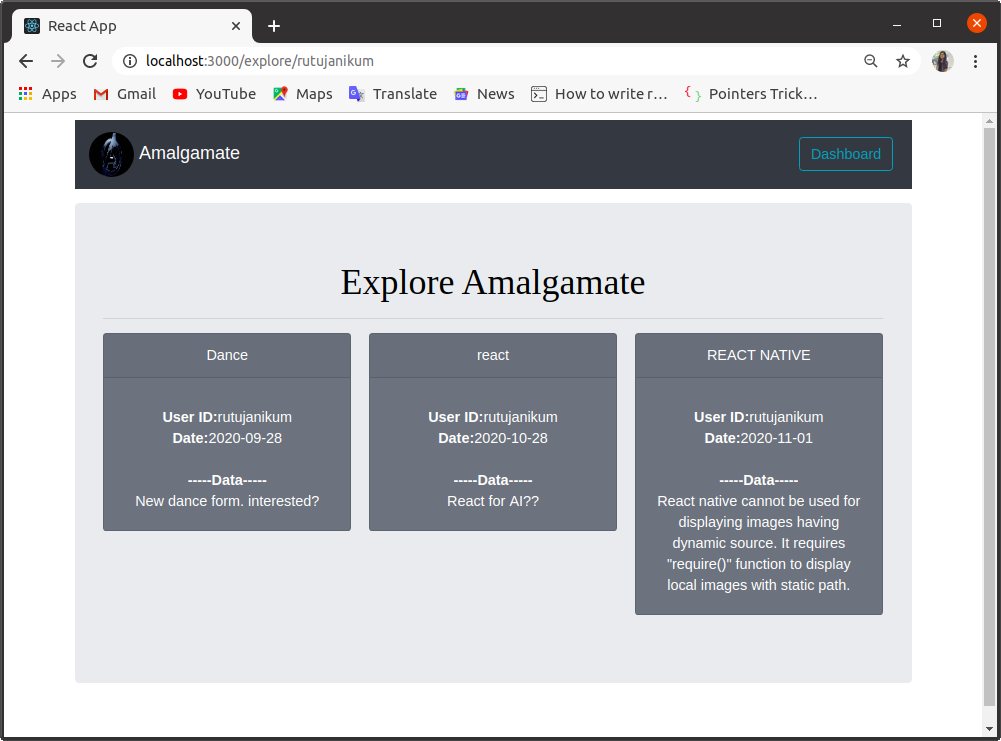 React App
localhost:3000/explore/rutujanikum
Apps Gmail YouTube Maps Translate News How to write r… Pointers Trick…
Amalgamate
Dashboard
Explore Amalgamate
Dance
User ID:rutujanikum
Date:2020-09-28
-----Data-----
New dance form. interested?
react
User ID:rutujanikum
Date:2020-10-28
-----Data-----
React for AI??
REACT NATIVE
User ID:rutujanikum
Date:2020-11-01
-----Data-----
React native cannot be used for
displaying images having
dynamic source. It requires
"require()" function to display
local images with static path.